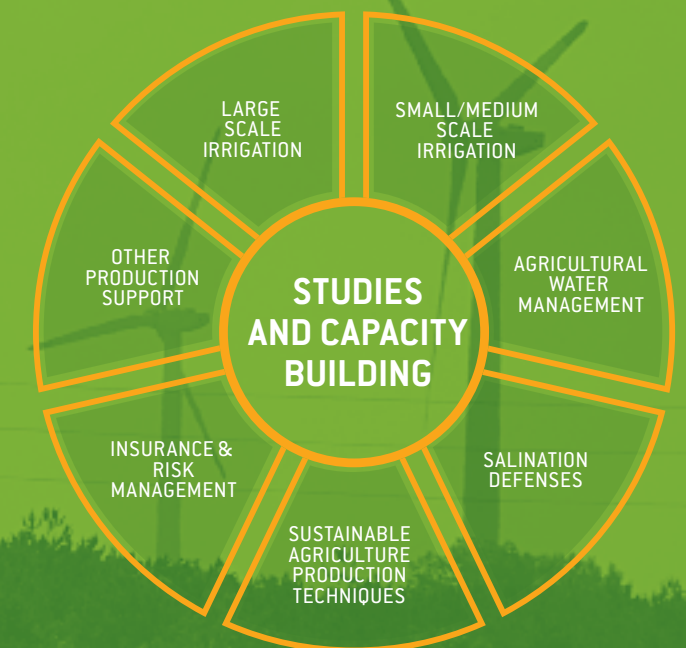 LARGE
SCALE
IRRIGATION
SMALL/MEDIUM
SCALE
IRRIGATION
OTHER
PRODUCTION
SUPPORT
STUDIES
AND CAPACITY
BUILDING
AGRICULTURAL
WATER
MANAGEMENT
INSURANCE &
RISK
MANAGEMENT
SALINATION
DEFENSES
SUSTAINABLE
AGRICULTURE
PRODUCTION
TECHNIQUES